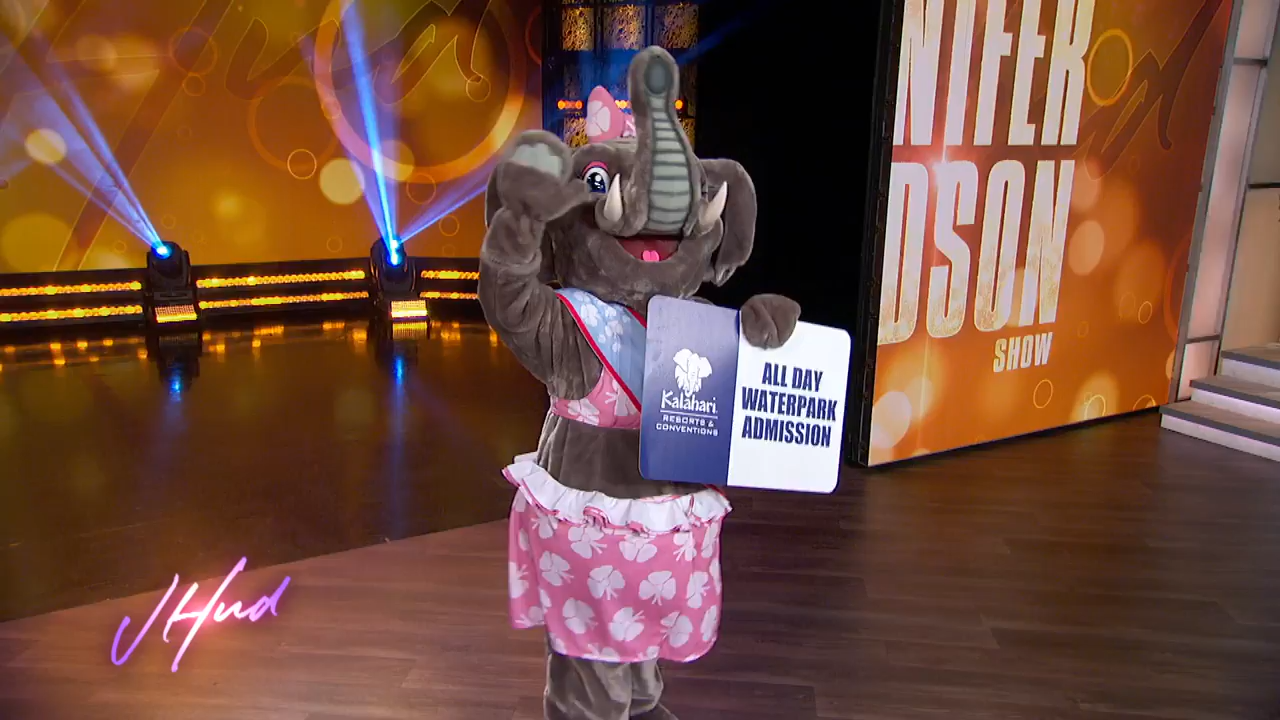 NIFER
DSON
SHOW
Kalahari
RESORTS &
CONVENTIONS
ALL DAY
WATERPARK
ADMISSION
JHud